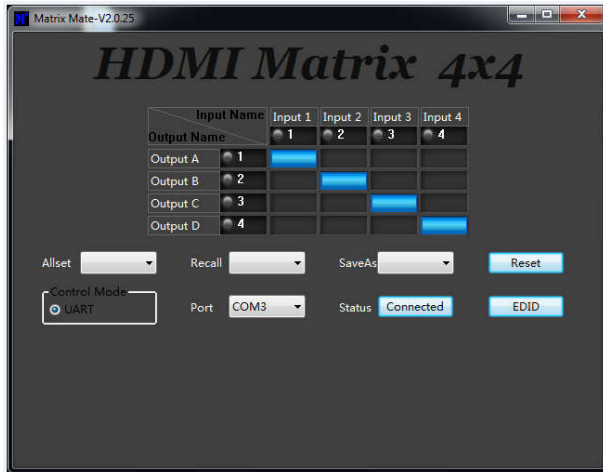 Matrix Mate-V2.0.25
HDMI Matrix 4x4
Input Name Input 1 Input 2 Input 3 Input 4
Output Name 1 2 3 4
Output A 1
Output B 2
Output C 3
Output D 4
Allset Recall SaveAs Reset
Control Mode
UART Port COM3 Status Connected EDID